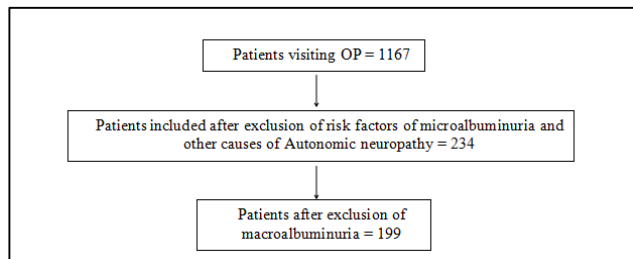 Patients visiting OP = 1167
Patients included after exclusion of risk factors of microalbuminuria and
other causes of Autonomic neuropathy = 234
Patients after exclusion of
macroalbuminuria = 199